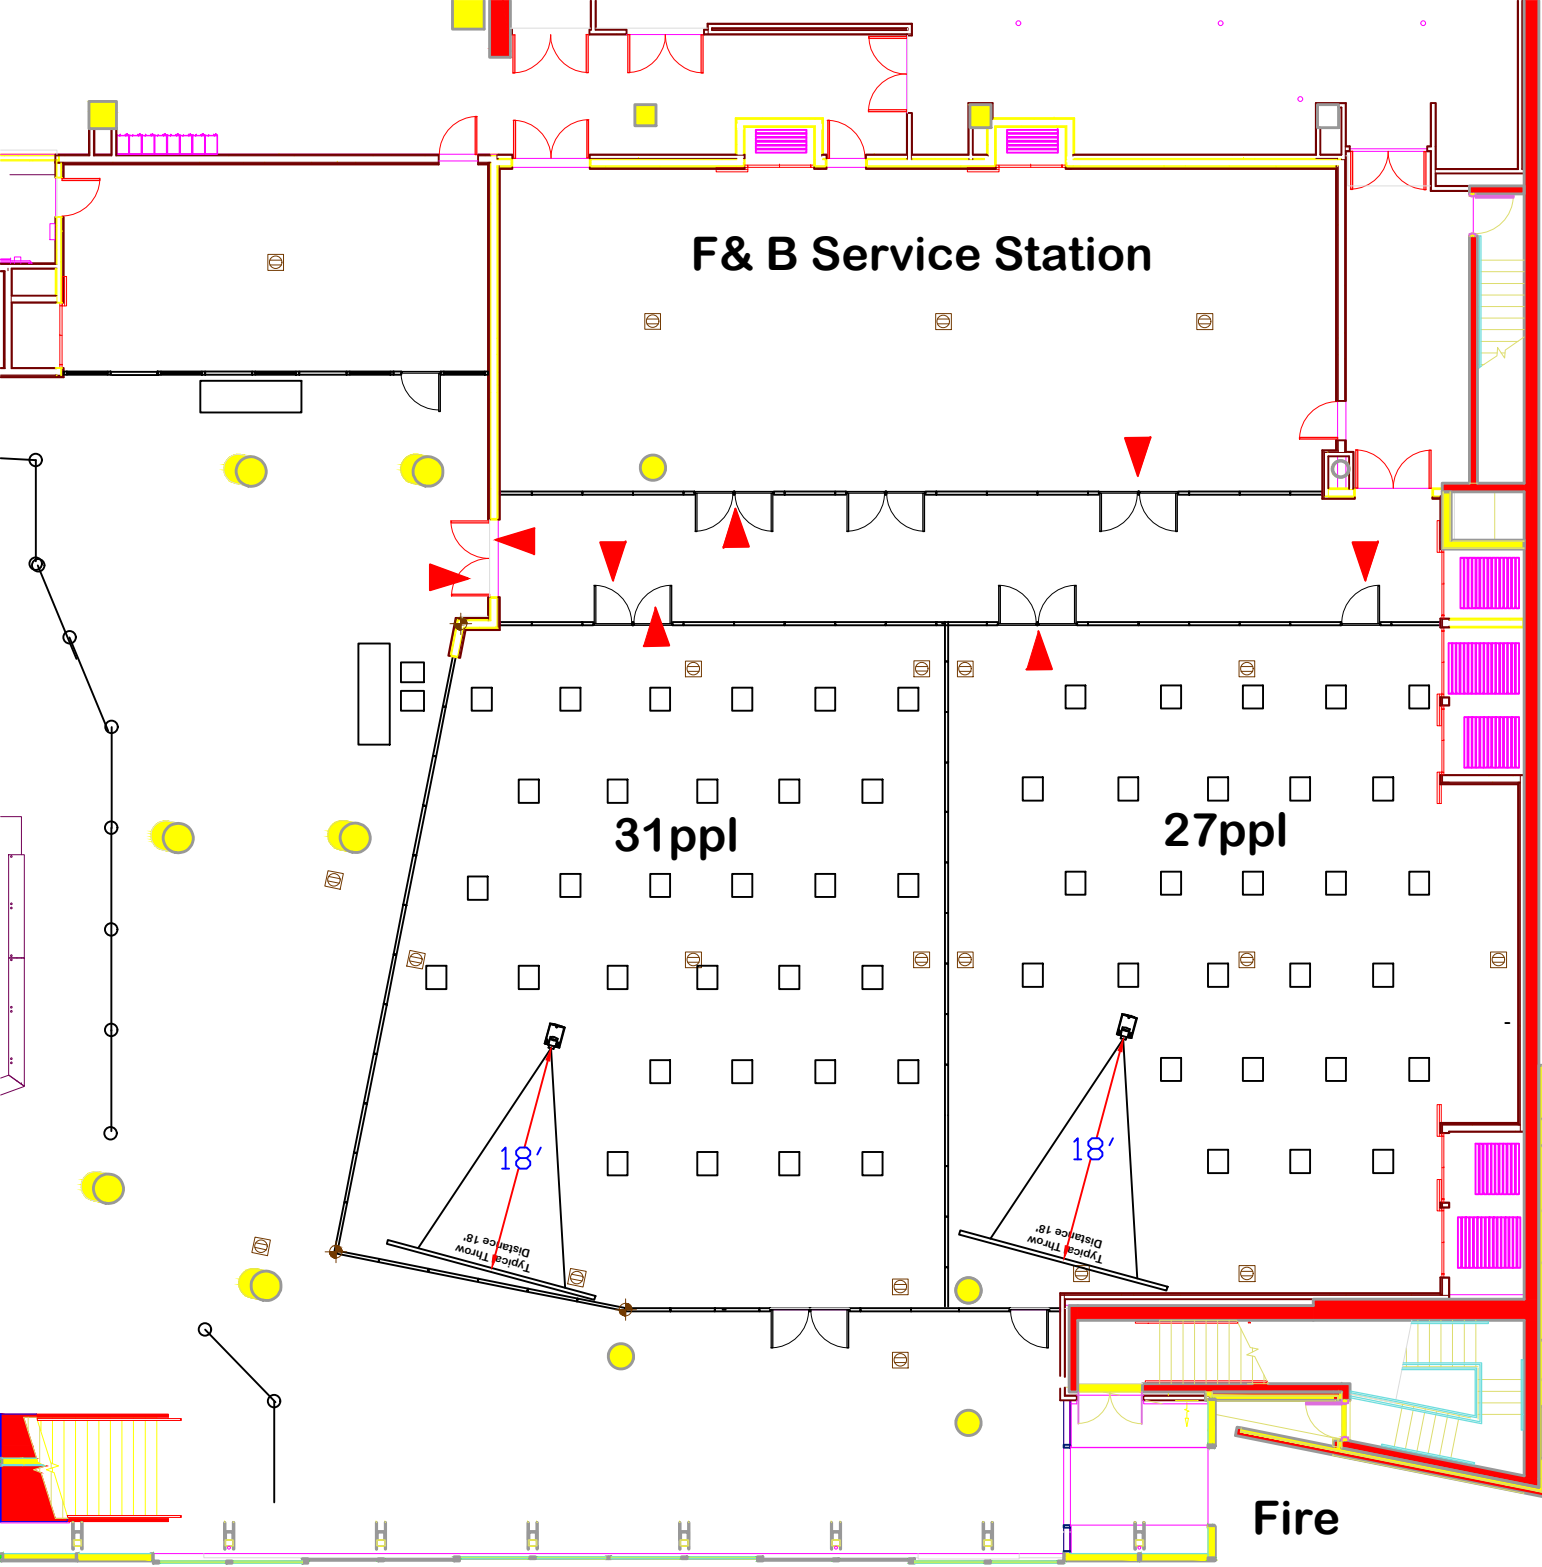 F& B Service Station
31ppl
27ppl
18'
18'
Typical Throw
Distance 18'
Typical Throw
Distance 18'
Fire